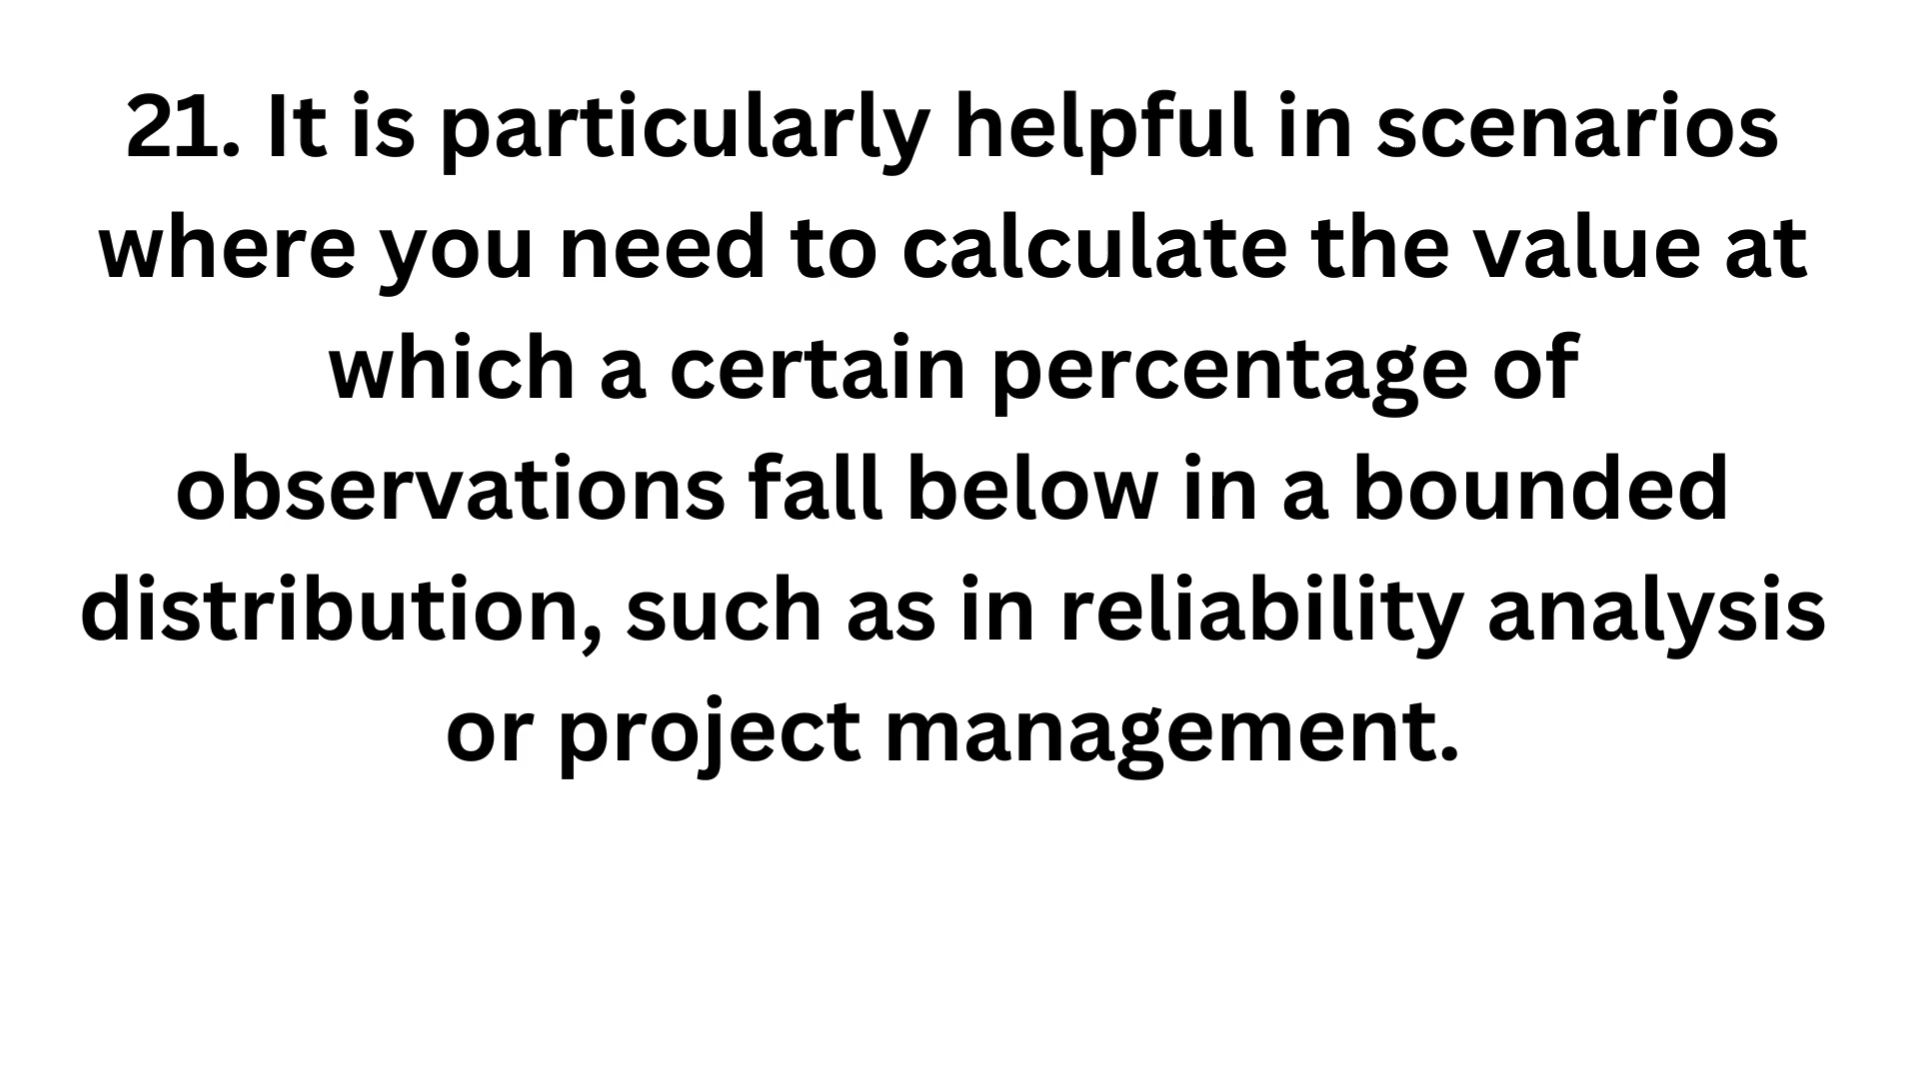 21. It is particularly helpful in scenarios
where you need to calculate the value at
which a certain percentage of
observations fall below in a bounded
distribution, such as in reliability analysis
or project management.